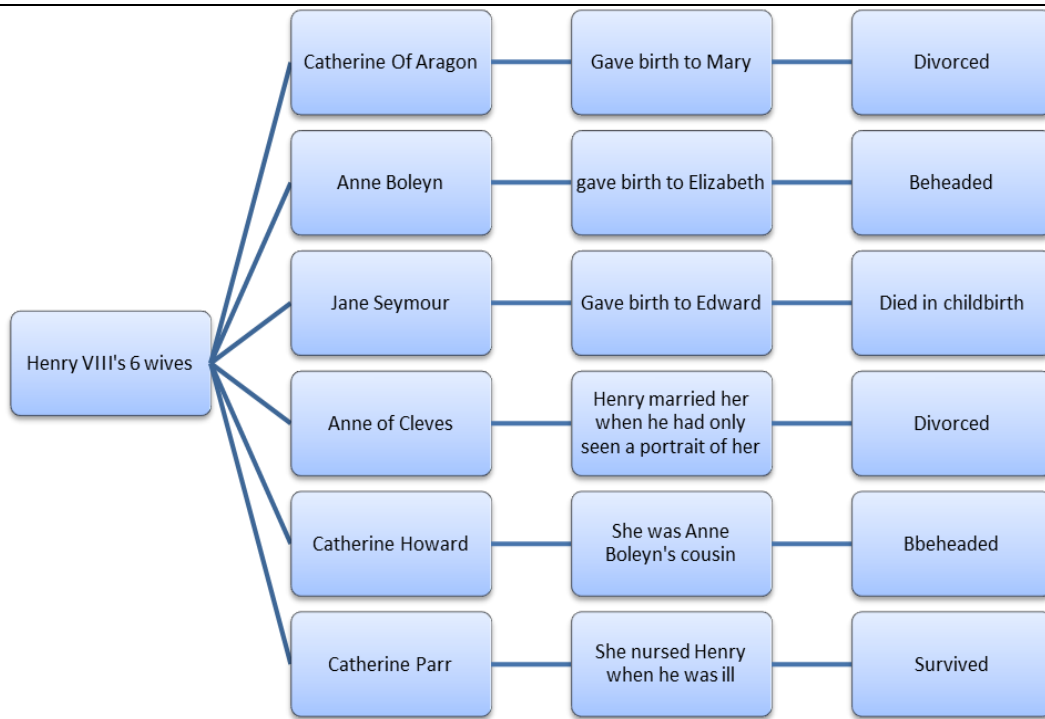 Catherine Of Aragon
Gave birth to Mary
Divorced
Anne Boleyn
gave birth to Elizabeth
Beheaded
Jane Seymour
Gave birth to Edward
Died in childbirth
Henry VIII's 6 wives
Anne of Cleves
Henry married her
when he had only
seen a portrait of her
Divorced
Catherine Howard
She was Anne
Boleyn's cousin
Bbeheaded
Catherine Parr
She nursed Henry
when he was ill
Survived